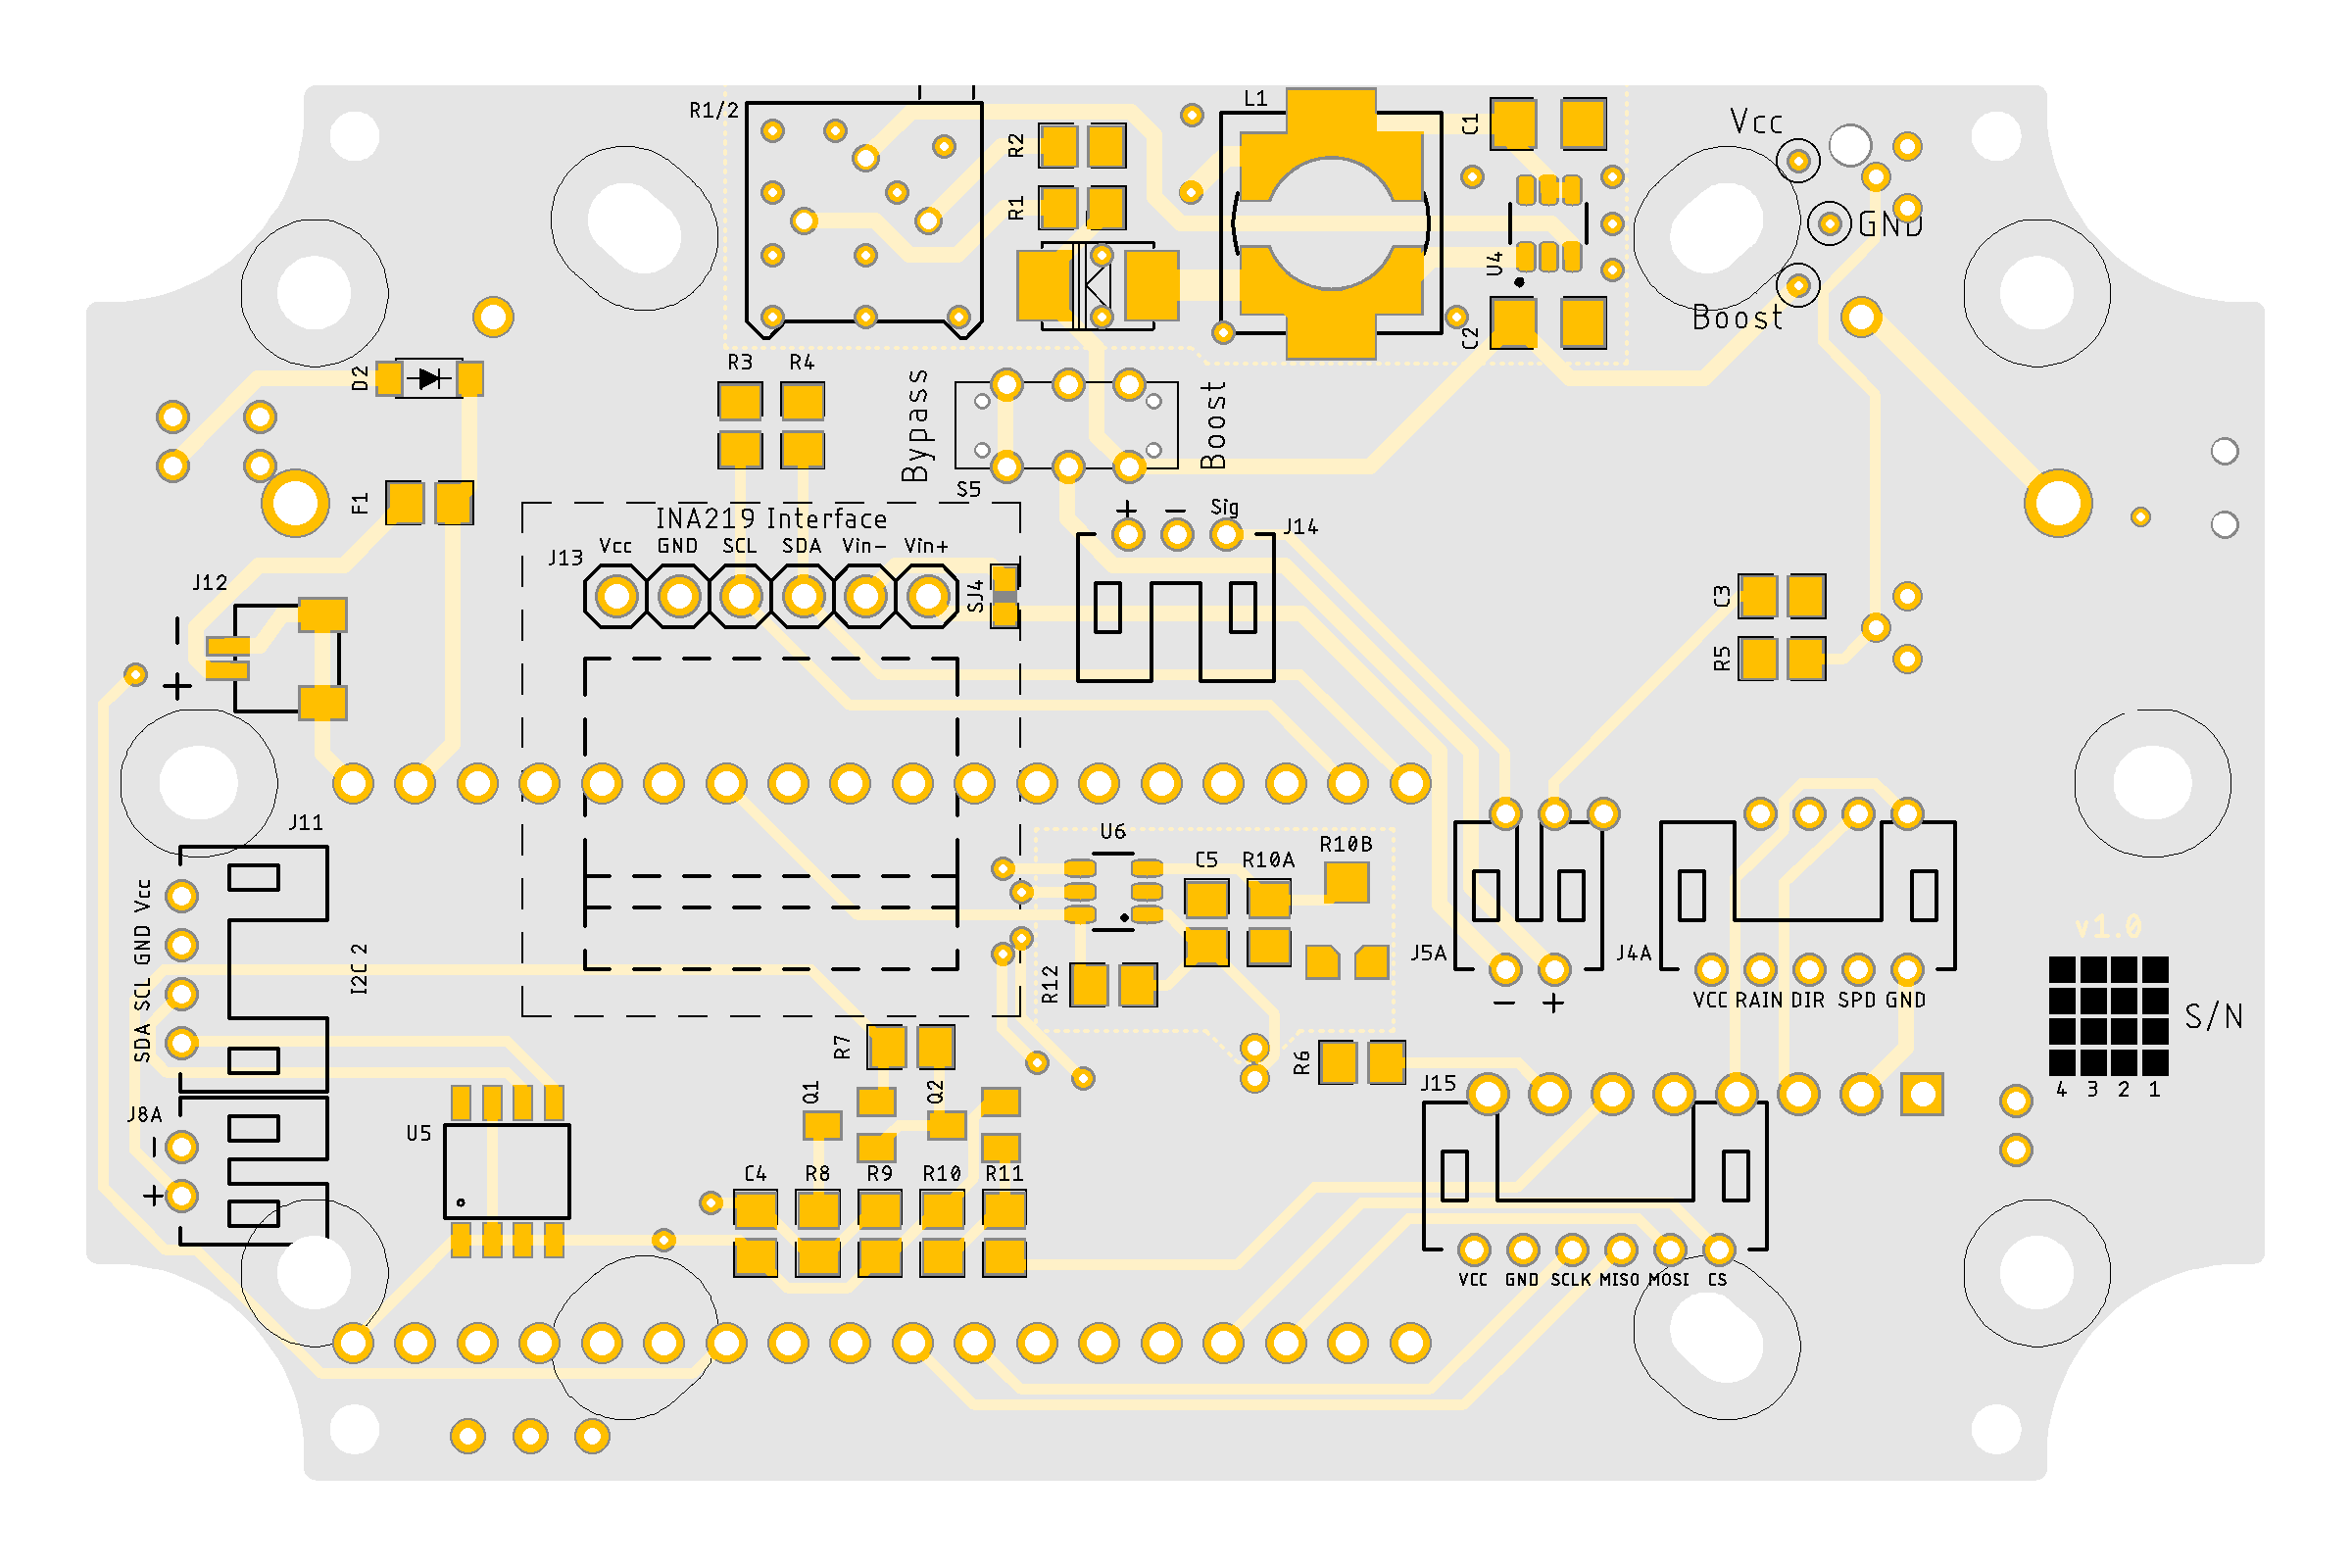 R1/2
L1
R2
C1
Vcc
R1
GND
U4
Boost
C2
D2
R3
R4
Bypass
Boost
S5
F1
INA219 Interface
+ − Sig
J14
J13
Vcc GND SCL SDA Vin- Vin+
J12
− +
SJ4
C3
R5
J11
U6
C5
R10A
R10B
Vcc
GND
SCL
SDA
I2C 2
R12
J5A
− +
J4A
VCC RAIN DIR SPD GND
v1.0
S/N
4 3 2 1
R7
R6
J15
J8A
− +
U5
Q1
Q2
C4 R8 R9 R10 R11
VCC GND SCLK MISO MOSI CS